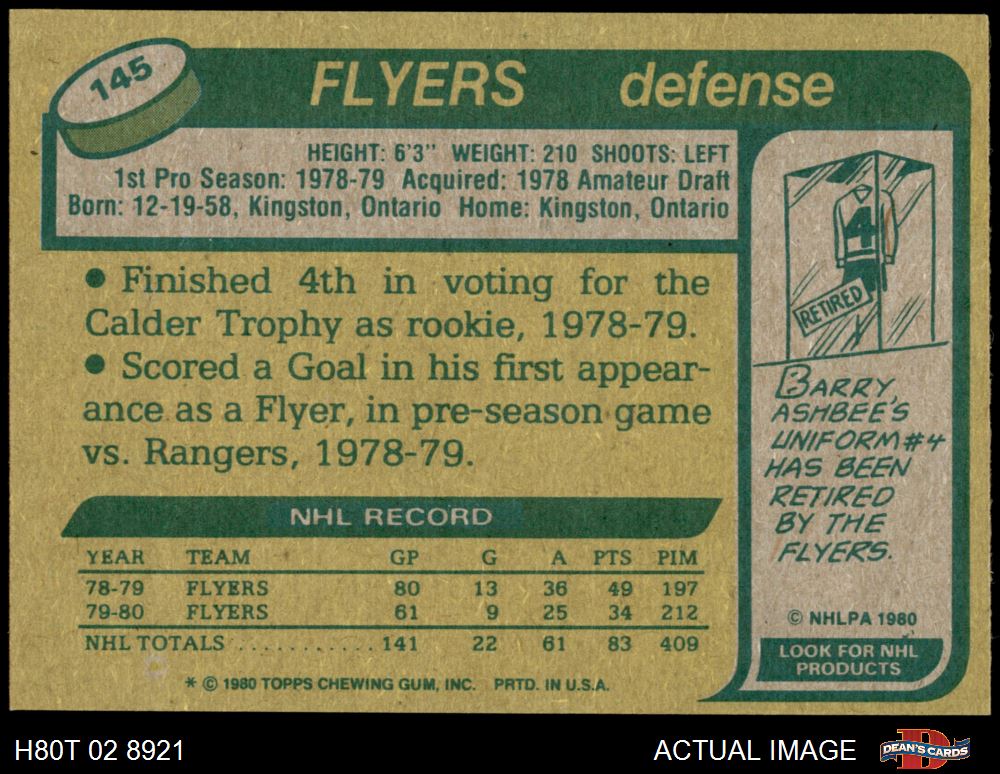 145
FLYERS defense
HEIGHT: 6'3" WEIGHT: 210 SHOOTS: LEFT
1st Pro Season: 1978-79 Acquired: 1978 Amateur Draft
Born: 12-19-58, Kingston, Ontario Home: Kingston, Ontario
● Finished 4th in voting for the
Calder Trophy as rookie, 1978-79.
● Scored a Goal in his first appear-
ance as a Flyer, in pre-season game
vs. Rangers, 1978-79.
NHL RECORD
YEAR TEAM GP G A PTS PIM
78-79 FLYERS 80 13 36 49 197
79-80 FLYERS 61 9 25 34 212
NHL TOTALS .......... 141 22 61 83 409
* © 1980 TOPPS CHEWING GUM, INC. PRTD. IN U.S.A.
4
RETIRED
BARRY
ASHBEE'S
UNIFORM #4
HAS BEEN
RETIRED
BY THE
FLYERS.
© NHLPA 1980
LOOK FOR NHL
PRODUCTS
H80T 02 8921
ACTUAL IMAGE
DEAN'S CARDS